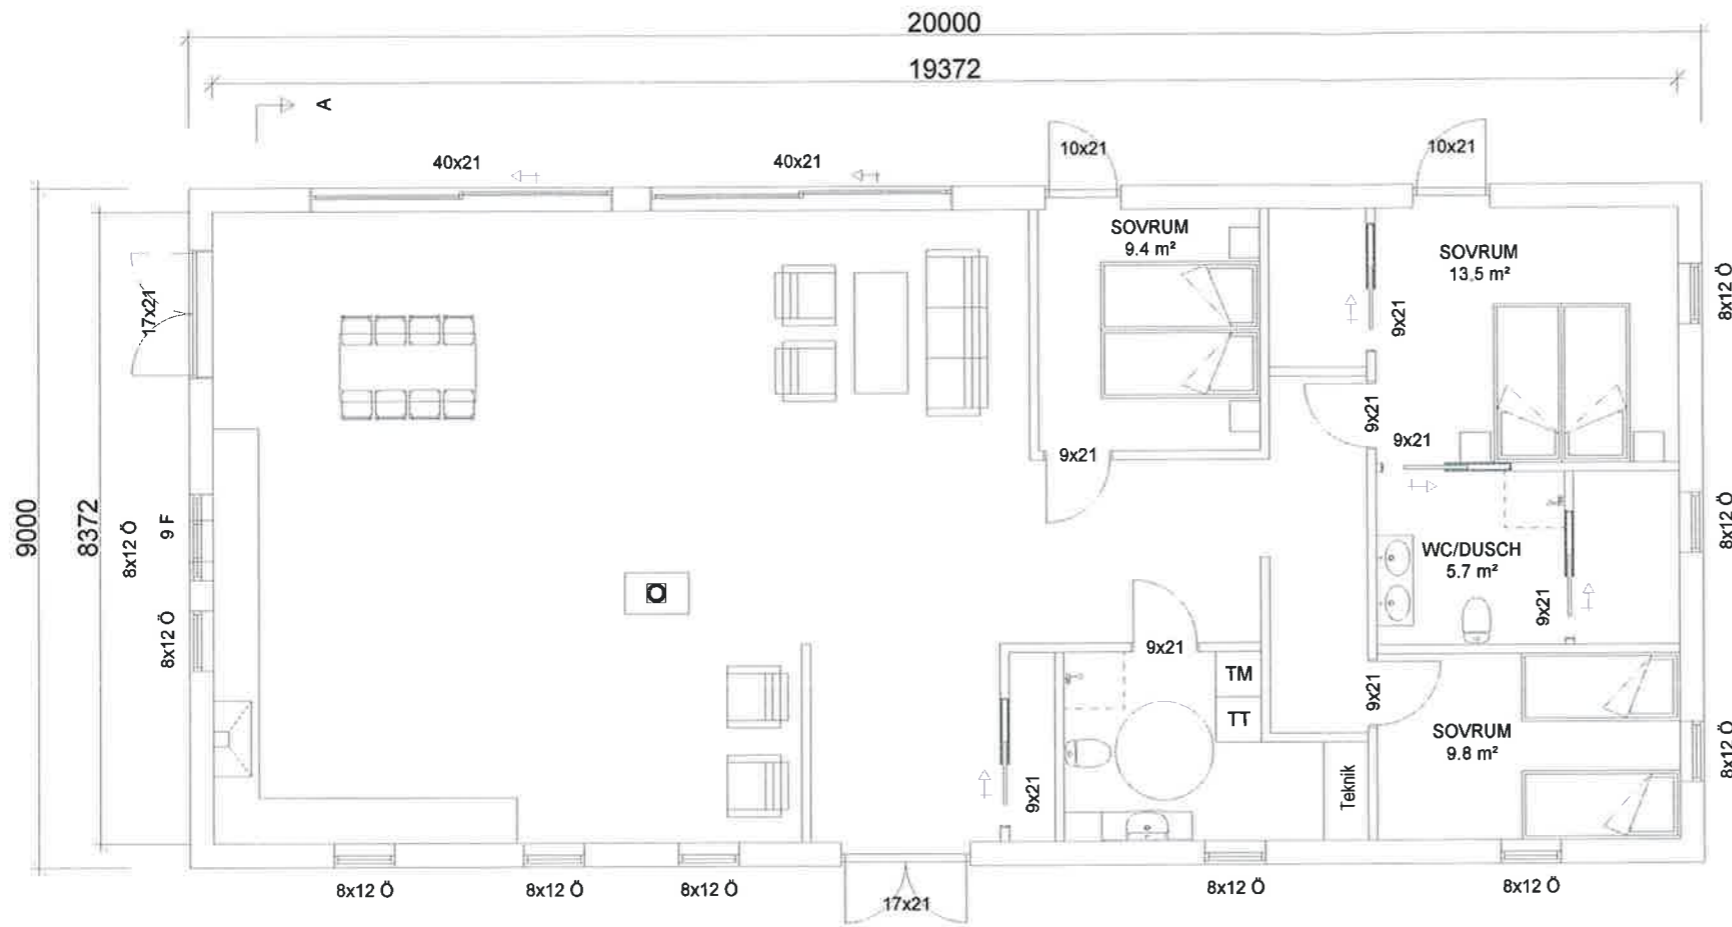 20000
19372
A
40x21
40x21
10x21
10x21
SOVRUM
9.4 m²
SOVRUM
13,5 m²
8x12 Ö
17x21
9x21
9x21
9x21
9x21
9000
8372
8x12 Ö
9 F
8x12 Ö
WC/DUSCH
5.7 m²
9x21
8x12 Ö
9x21
TM
TT
9x21
SOVRUM
9.8 m²
8x12 Ö
9x21
Teknik
8x12 Ö
8x12 Ö
8x12 Ö
17x21
8x12 Ö
8x12 Ö